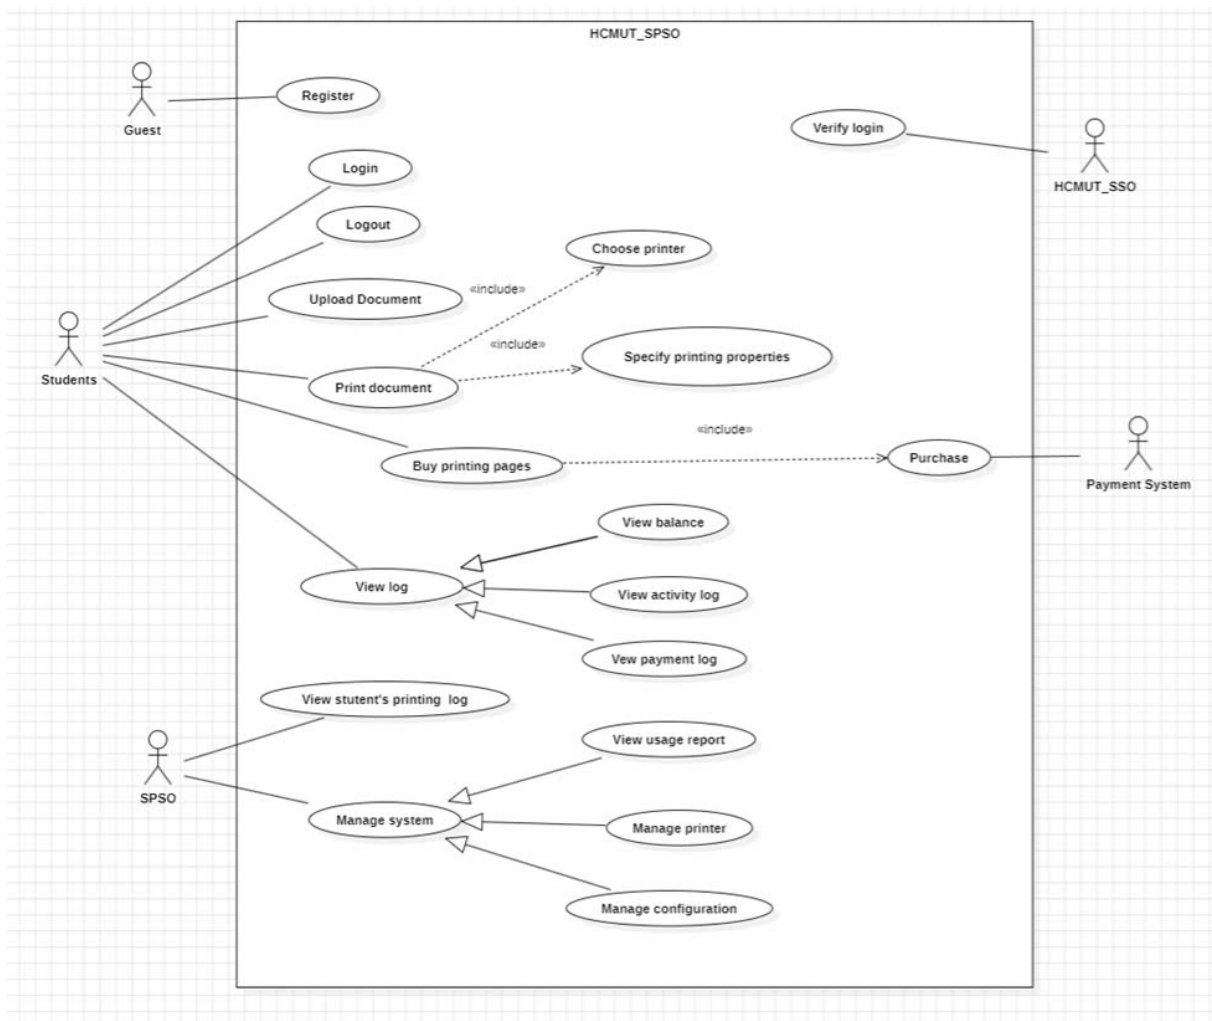 HCMUT_SPSO
Guest
Register
Verify login
HCMUT_SSO
Login
Logout
Choose printer
«include»
Upload Document
«include»
Specify printing properties
Students
Print document
«include»
Buy printing pages
Purchase
Payment System
View balance
View log
View activity log
Vew payment log
View stutent's printing log
View usage report
SPSO
Manage system
Manage printer
Manage configuration